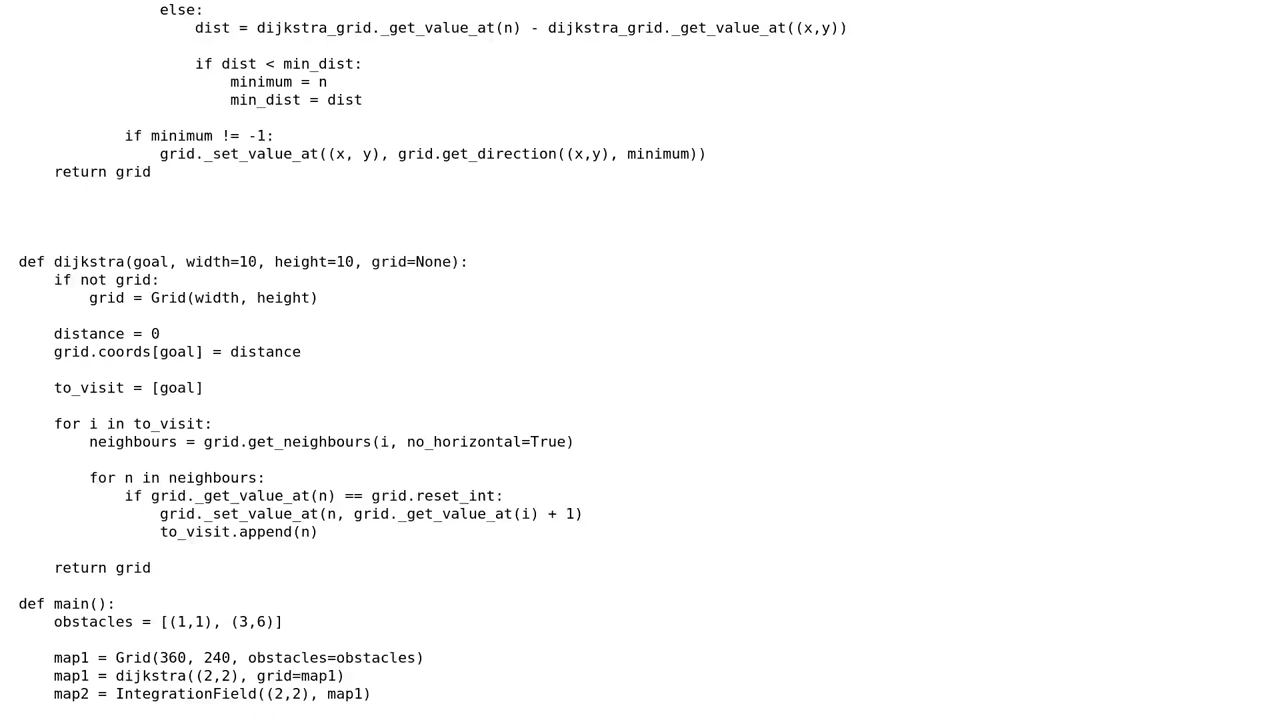 else:
                    dist = dijkstra_grid._get_value_at(n) - dijkstra_grid._get_value_at((x,y))

                    if dist < min_dist:
                        minimum = n
                        min_dist = dist

            if minimum != -1:
                grid._set_value_at((x, y), grid.get_direction((x,y), minimum))
    return grid




def dijkstra(goal, width=10, height=10, grid=None):
    if not grid:
        grid = Grid(width, height)

    distance = 0
    grid.coords[goal] = distance

    to_visit = [goal]

    for i in to_visit:
        neighbours = grid.get_neighbours(i, no_horizontal=True)

        for n in neighbours:
            if grid._get_value_at(n) == grid.reset_int:
                grid._set_value_at(n, grid._get_value_at(i) + 1)
                to_visit.append(n)

    return grid

def main():
    obstacles = [(1,1), (3,6)]

    map1 = Grid(360, 240, obstacles=obstacles)
    map1 = dijkstra((2,2), grid=map1)
    map2 = IntegrationField((2,2), map1)